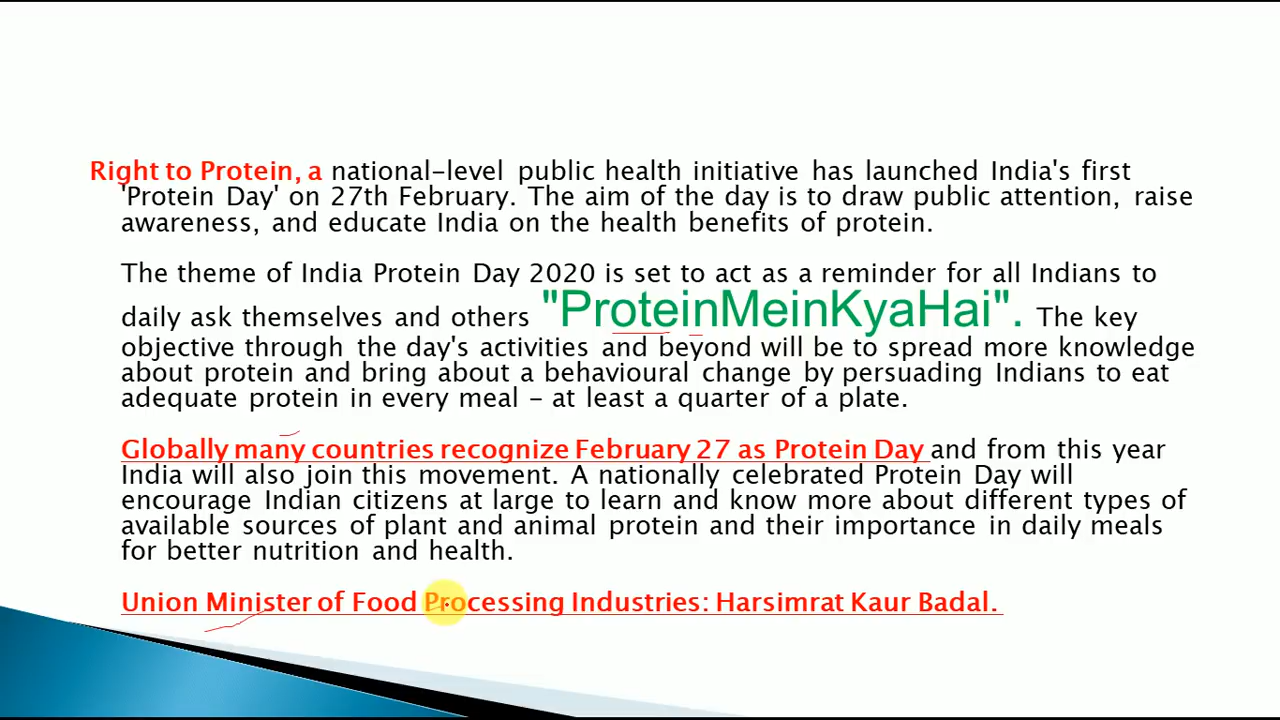 Right to Protein, a national-level public health initiative has launched India's first
'Protein Day' on 27th February. The aim of the day is to draw public attention, raise
awareness, and educate India on the health benefits of protein.
The theme of India Protein Day 2020 is set to act as a reminder for all Indians to
daily ask themselves and others "ProteinMeinKyaHai". The key
objective through the day's activities and beyond will be to spread more knowledge
about protein and bring about a behavioural change by persuading Indians to eat
adequate protein in every meal – at least a quarter of a plate.
Globally many countries recognize February 27 as Protein Day and from this year
India will also join this movement. A nationally celebrated Protein Day will
encourage Indian citizens at large to learn and know more about different types of
available sources of plant and animal protein and their importance in daily meals
for better nutrition and health.
Union Minister of Food Processing Industries: Harsimrat Kaur Badal.